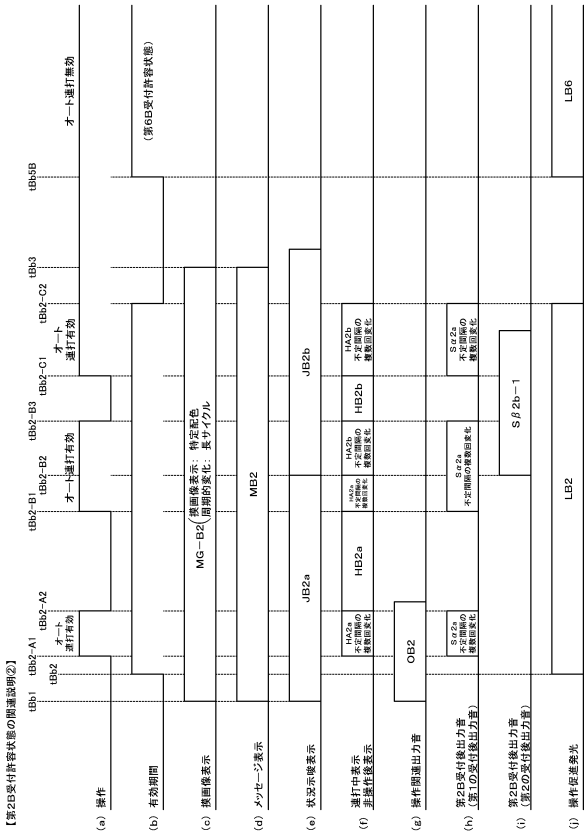 【第2B受付許容状態の関連説明②】
tBb1
tBb2
tBb2-A1
tBb2-A2
tBb2-B1
tBb2-B2
tBb2-B3
tBb2-C1
tBb2-C2
tBb3
tBb5B
(a) 操作
オート
連打有効
オート連打有効
オート
連打有効
オート連打無効
(b) 有効期間
(第6B受付許容状態)
(c) 摸画像表示
MG－B2(摸画像表示： 特定配色
周期的変化： 長サイクル)
(d) メッセージ表示
MB2
(e) 状況示唆表示
JB2a
JB2b
(f) 連打中表示
非操作後表示
HA2a
不定間隔の
複数回変化
HB2a
HA2a
不定間隔の
複数回変化
HA2b
不定間隔の
複数回変化
HB2b
HA2b
不定間隔の
複数回変化
(g) 操作関連出力音
OB2
(h) 第2B受付後出力音
(第1の受付後出力音)
Sα2a
不定間隔の
複数回変化
Sα2a
不定間隔の複数回変化
Sα2a
不定間隔の
複数回変化
(i) 第2B受付後出力音
(第2の受付後出力音)
Sβ2b－1
(j) 操作促進発光
LB2
LB6